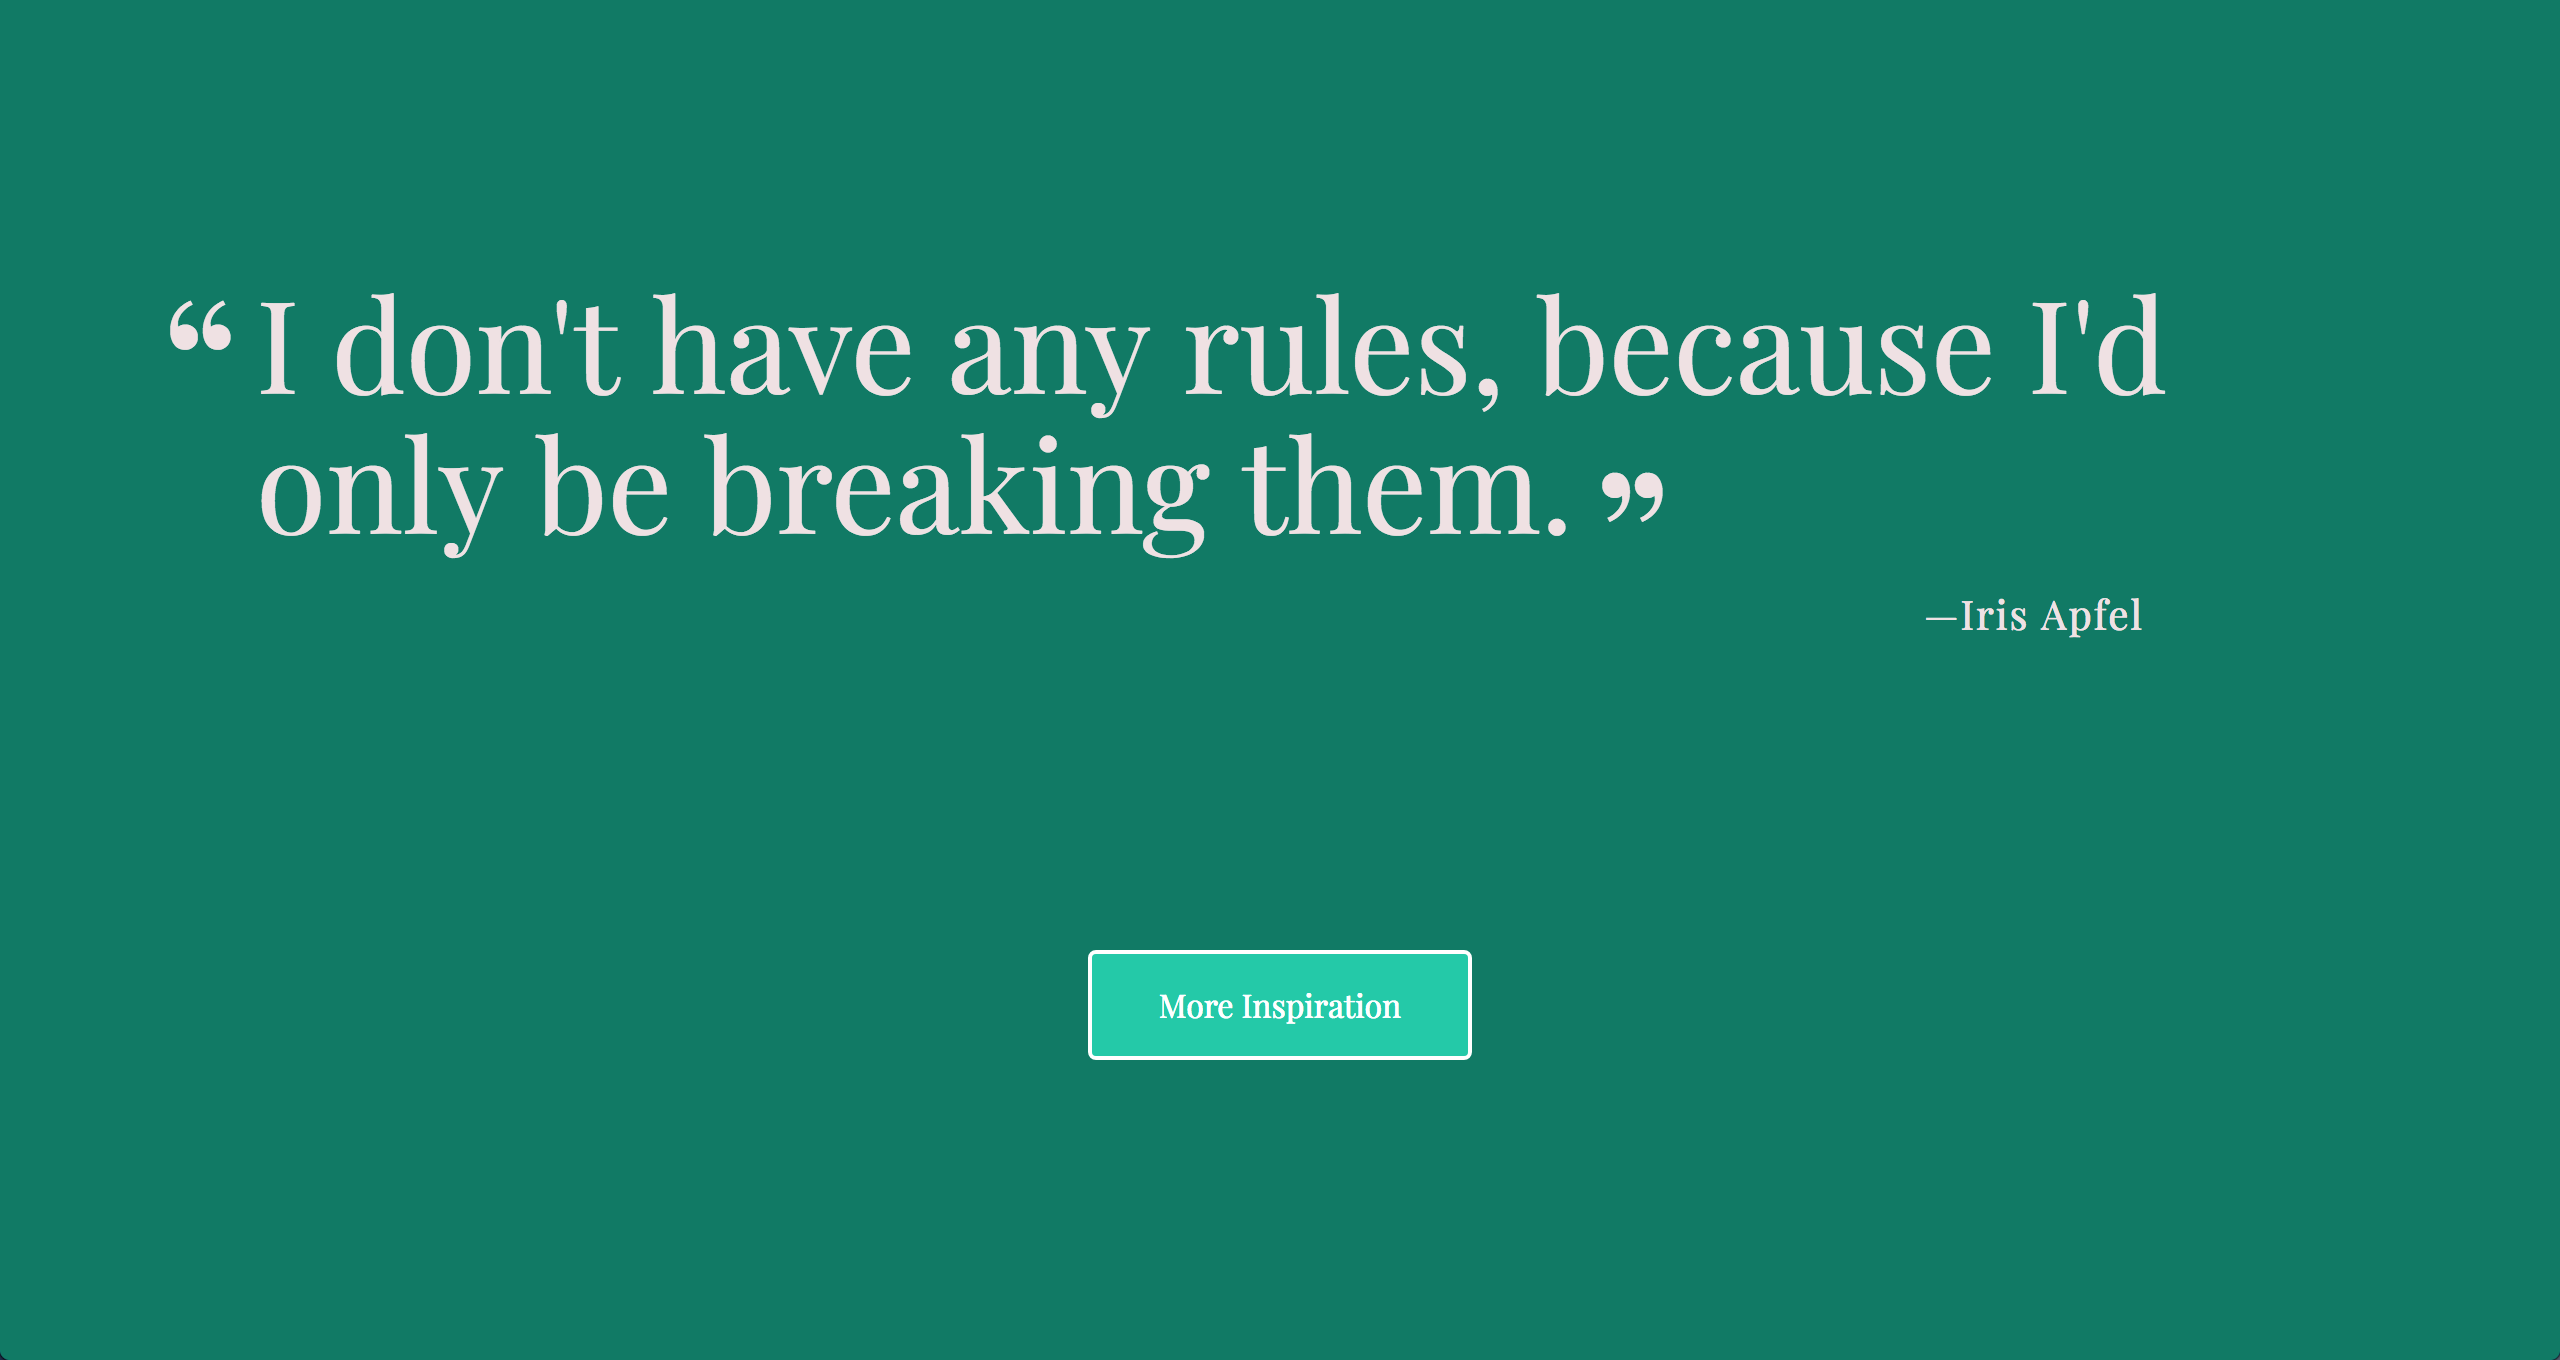 “I don't have any rules, because I'd
only be breaking them.”
—Iris Apfel
More Inspiration